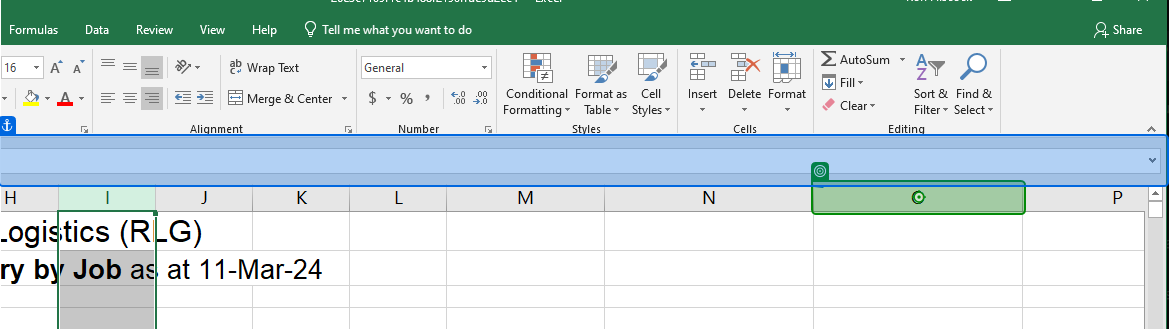 Formulas Data Review View Help Tell me what you want to do Share
16 A A ab Wrap Text General AutoSum
Fill
Merge & Center $ % , .00 Conditional Formatting Format as Table Cell Styles Insert Delete Format Clear Sort & Filter Find & Select
Alignment Number Styles Cells Editing
H I J K L M N O P
Logistics (RLG)
ry by Job as at 11-Mar-24